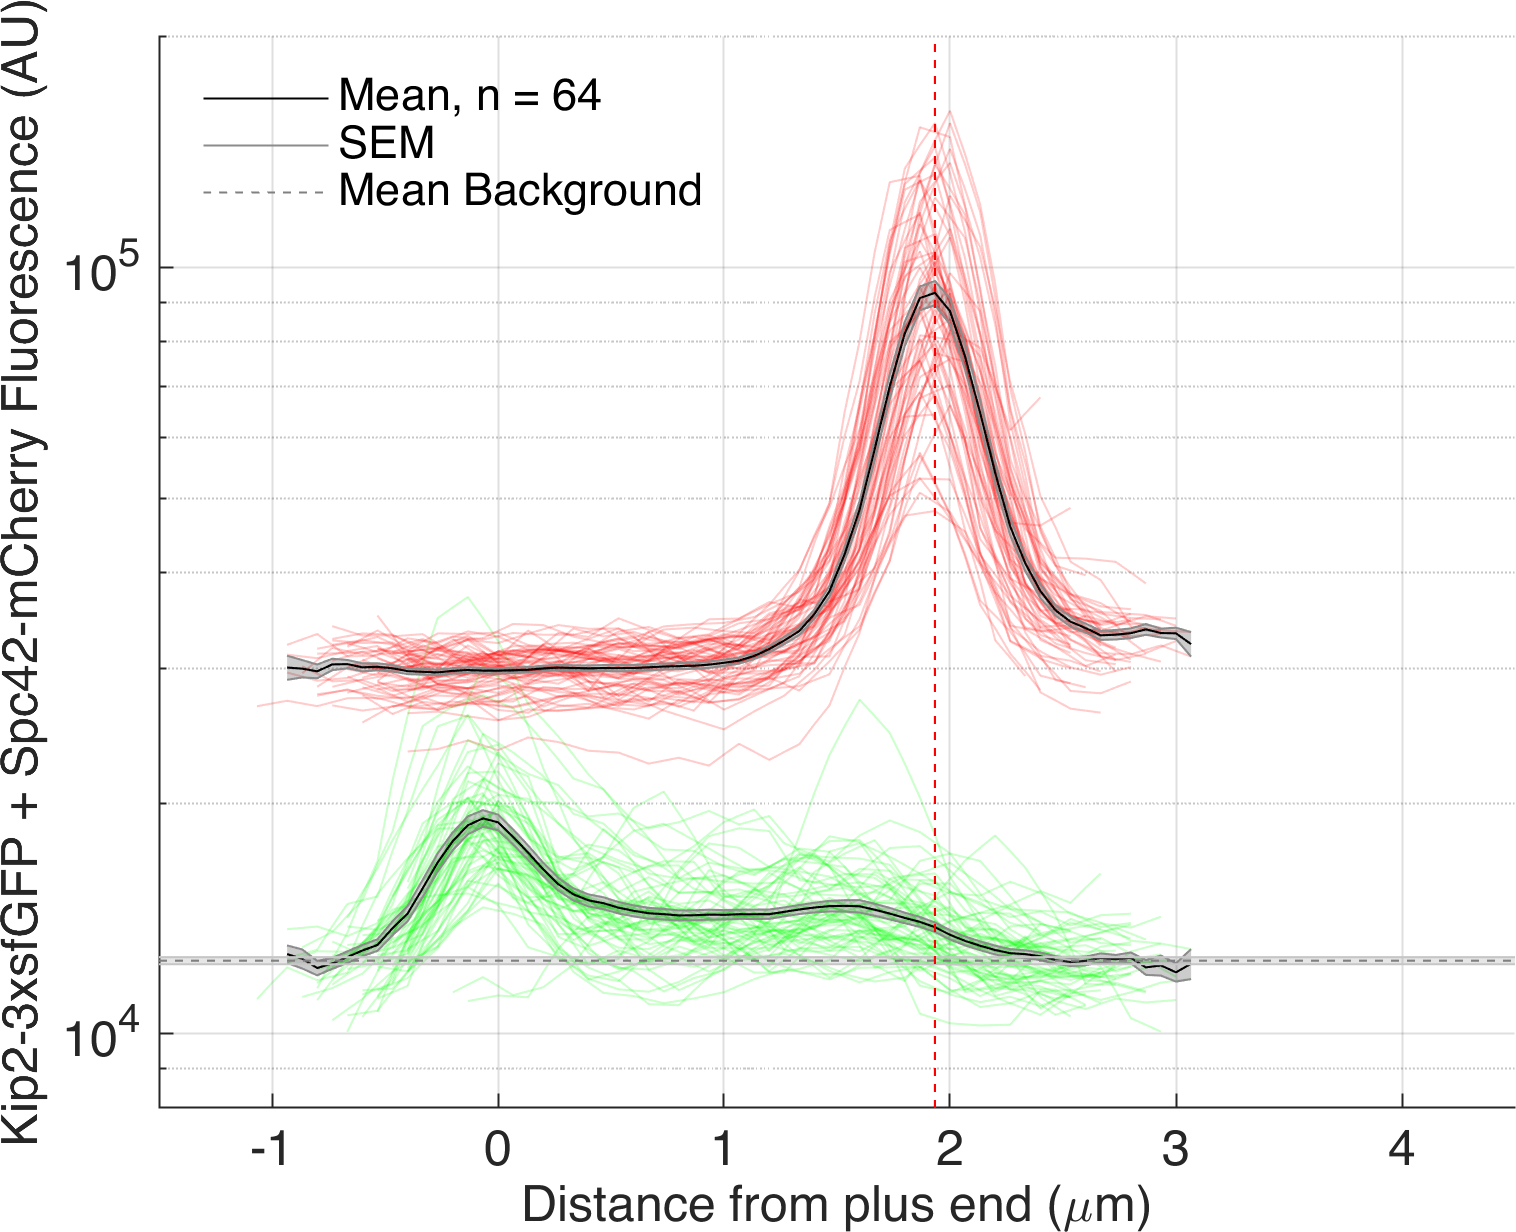 Kip2-3xsfGFP + Spc42-mCherry Fluorescence (AU)
Mean, n = 64
SEM
Mean Background
10^5
10^4
-1 0 1 2 3 4
Distance from plus end (μm)